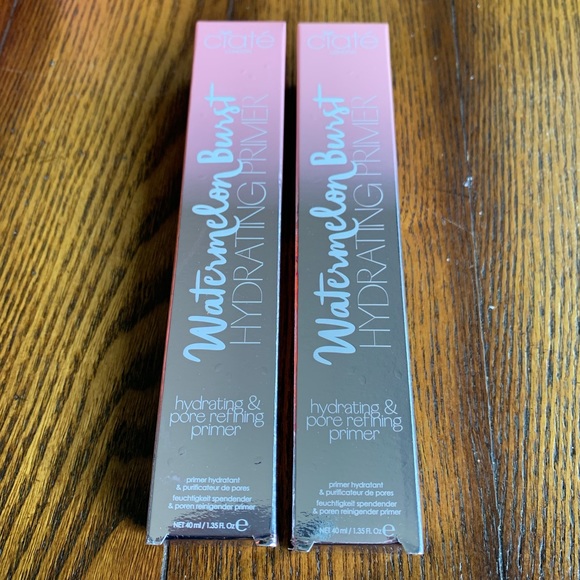 ciaté
Watermelon Burst
HYDRATING PRIMER
hydrating &
pore refining
primer
primer hydratant
& purificateur de pores
feuchtigkeit spendender
& poren reinigender primer
NET 40 ml / 1.35 fl. Oz ℮
ciaté
Watermelon Burst
HYDRATING PRIMER
hydrating &
pore refining
primer
primer hydratant
& purificateur de pores
feuchtigkeit spendender
& poren reinigender primer
NET 40 ml / 1.35 fl. Oz ℮